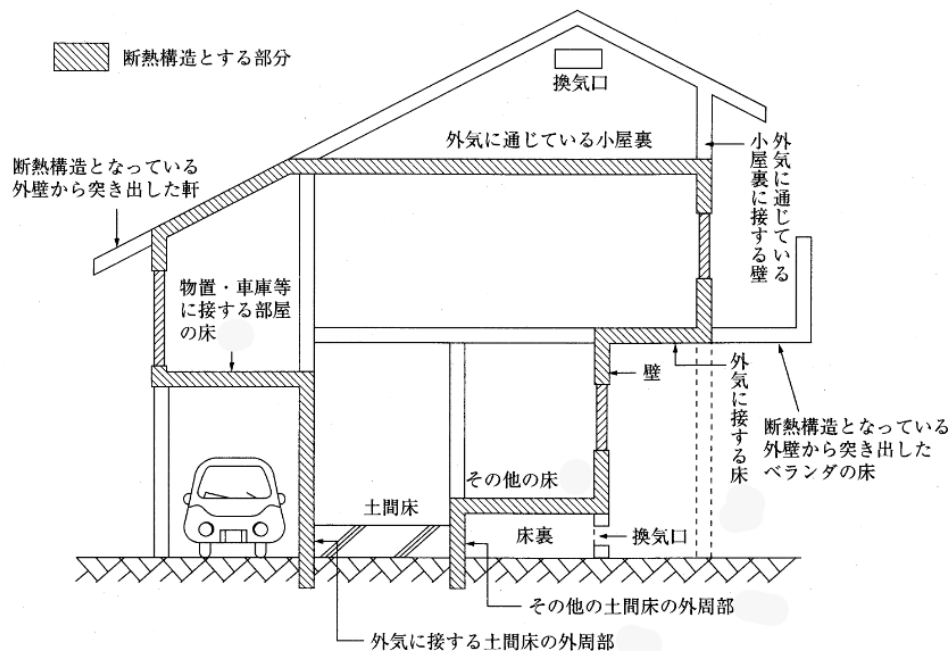 断熱構造とする部分
換気口
外気に通じている小屋裏
外気に通じている
小屋裏に接する壁
断熱構造となっている
外壁から突き出した軒
物置・車庫等
に接する部屋
の床
壁
外気に接する床
断熱構造となっている
外壁から突き出した
ベランダの床
その他の床
土間床
床裏
換気口
その他の土間床の外周部
外気に接する土間床の外周部